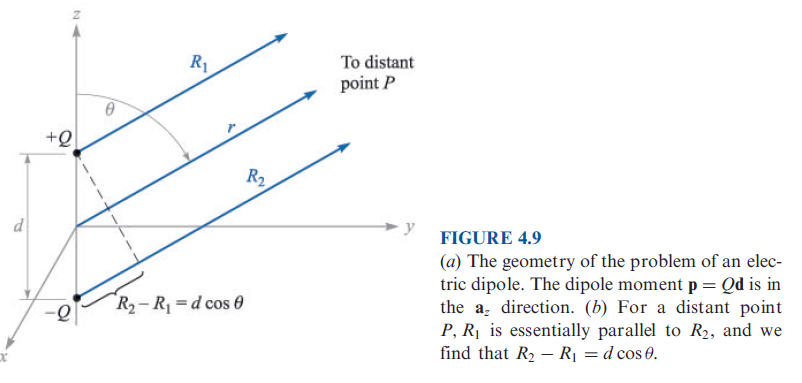 z
R₁
To distant
point P
θ
+Q
r
R₂
d
y
-Q
R₂ – R₁ = d cos θ
x
FIGURE 4.9
(a) The geometry of the problem of an elec-
tric dipole. The dipole moment p = Qd is in
the a_z direction. (b) For a distant point
P, R₁ is essentially parallel to R₂, and we
find that R₂ – R₁ = d cos θ.